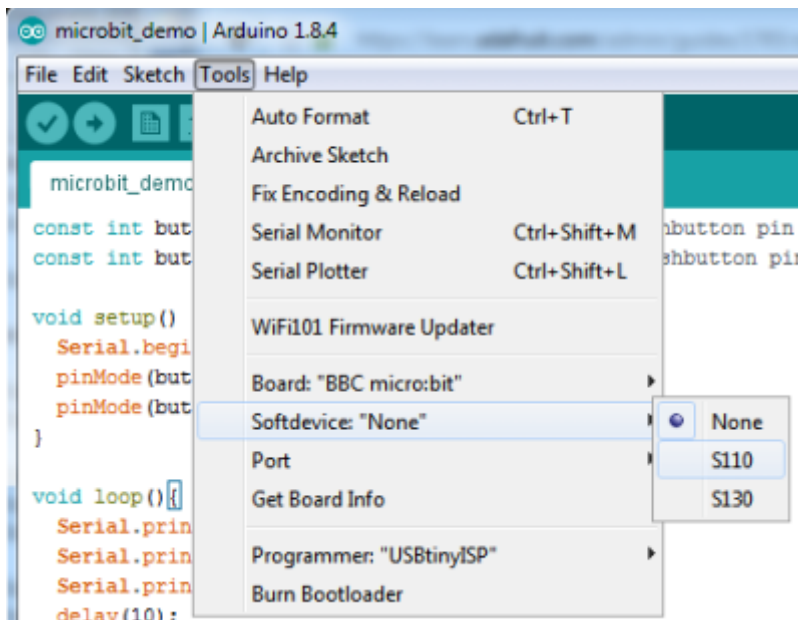 microbit_demo | Arduino 1.8.4
File Edit Sketch Tools Help
microbit_demo
Auto Format Ctrl+T
Archive Sketch
Fix Encoding & Reload
Serial Monitor Ctrl+Shift+M
Serial Plotter Ctrl+Shift+L
WiFi101 Firmware Updater
Board: "BBC micro:bit"
Softdevice: "None"
Port
Get Board Info
Programmer: "USBtinyISP"
Burn Bootloader
None
S110
S130
const int but hbutton pin
const int but shbutton pin
void setup()
Serial.begi
pinMode(but
pinMode(but
}
void loop(){
Serial.prin
Serial.prin
Serial.prin
delay(10);